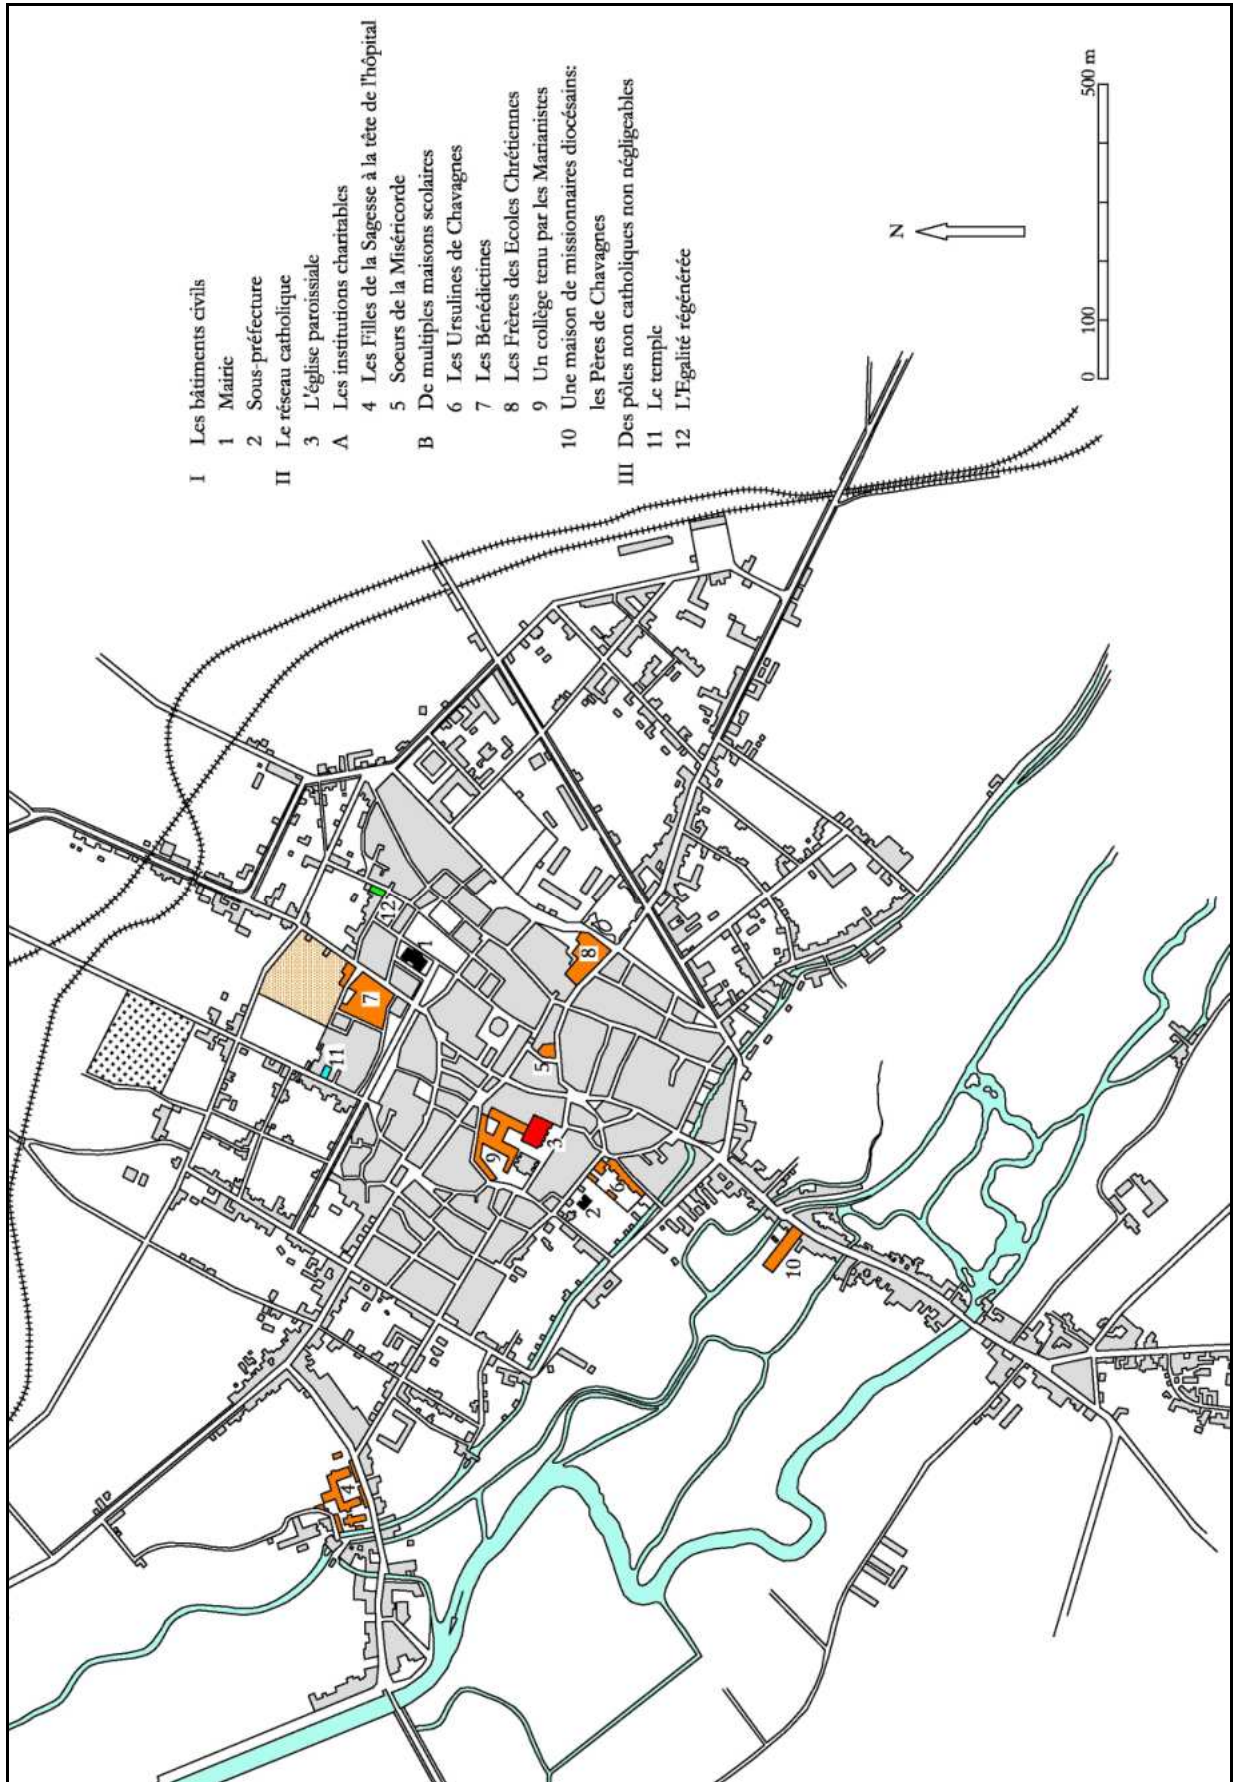 I Les bâtiments civils
1 Mairie
2 Sous-préfecture
II Le réseau catholique
3 L'église paroissiale
A Les institutions charitables
4 Les Filles de la Sagesse à la tête de l'hôpital
5 Soeurs de la Miséricorde
B De multiples maisons scolaires
6 Les Ursulines de Chavagnes
7 Les Bénédictines
8 Les Frères des Ecoles Chrétiennes
9 Un collège tenu par les Marianistes
10 Une maison de missionnaires diocésains:
les Pères de Chavagnes
III Des pôles non catholiques non négligeables
11 Le temple
12 L'Egalité régénérée
N
0 100 500 m
4
11
7
12
1
9
3
5
8
2
6
10